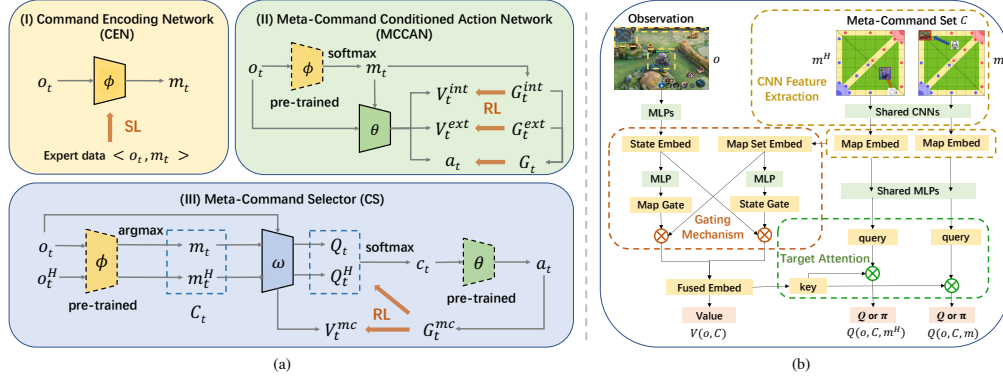 (I) Command Encoding Network
(CEN)
o_t
ϕ
m_t
SL
Expert data < o_t, m_t >
(II) Meta-Command Conditioned Action Network
(MCCAN)
softmax
o_t
ϕ
m_t
pre-trained
θ
V_t^{int}
RL
G_t^{int}
V_t^{ext}
G_t^{ext}
a_t
G_t
(III) Meta-Command Selector (CS)
o_t
argmax
m_t
Q_t
softmax
ϕ
ω
c_t
θ
a_t
o_t^H
m_t^H
Q_t^H
pre-trained
pre-trained
C_t
RL
V_t^{mc}
G_t^{mc}
(a)
Observation
Meta-Command Set C
o
m^H
m
CNN Feature
Extraction
MLPs
Shared CNNs
State Embed
Map Set Embed
Map Embed
Map Embed
MLP
MLP
Shared MLPs
Map Gate
State Gate
Gating
Mechanism
query
query
Target Attention
Fused Embed
key
Value
Q or π
Q or π
V(o, C)
Q(o, C, m^H)
Q(o, C, m)
(b)